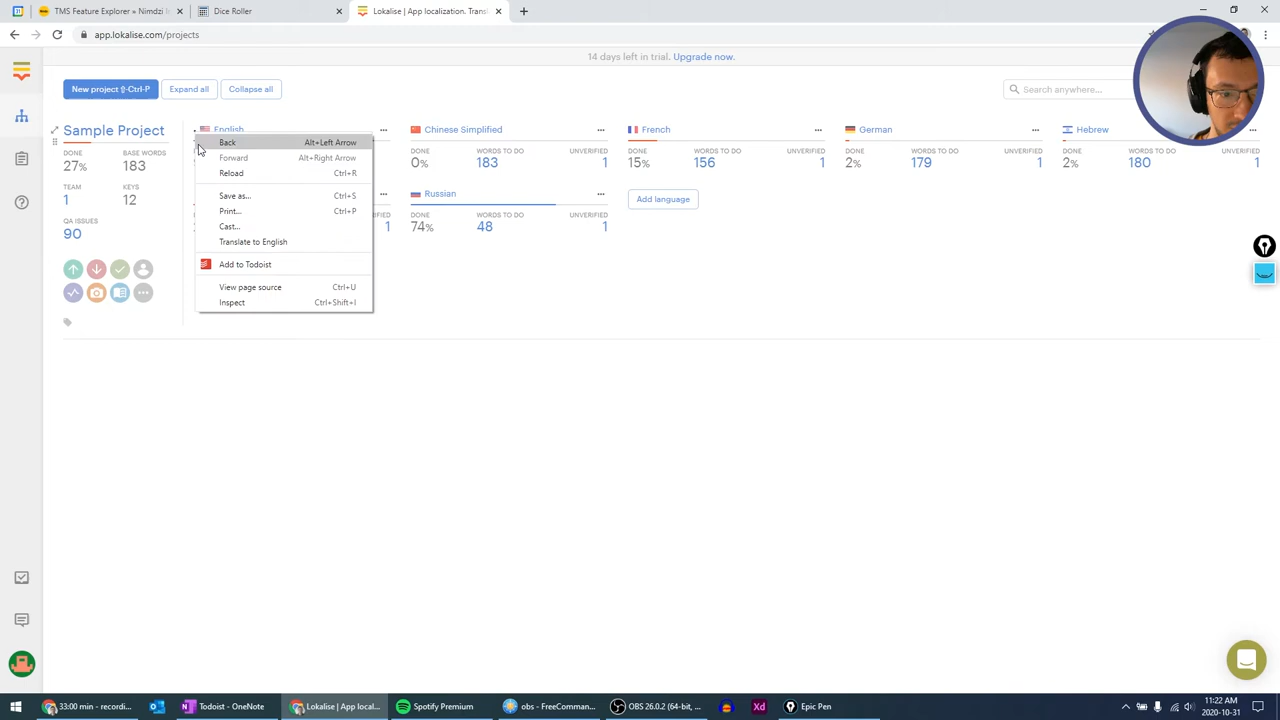 TMS Feature Explorer » Nimdzi In
Dice Roller
Lokalise | App localization. Transl
app.lokalise.com/projects
14 days left in trial. Upgrade now.
New project ⇧-Ctrl-P
Expand all
Collapse all
Search anywhere...
Sample Project
DONE
BASE WORDS
27%
183
TEAM
KEYS
1
12
QA ISSUES
90
English
Back Alt+Left Arrow
Forward Alt+Right Arrow
Reload Ctrl+R
Save as... Ctrl+S
Print... Ctrl+P
Cast...
Translate to English
Add to Todoist
View page source Ctrl+U
Inspect Ctrl+Shift+I
1
Chinese Simplified
DONE WORDS TO DO UNVERIFIED
0% 183 1
French
DONE WORDS TO DO UNVERIFIED
15% 156 1
German
DONE WORDS TO DO UNVERIFIED
2% 179 1
Hebrew
DONE WORDS TO DO UNVERIFIED
2% 180 1
Russian
DONE WORDS TO DO UNVERIFIED
74% 48 1
Add language
33:00 min - recordi...
Todoist - OneNote
Lokalise | App local...
Spotify Premium
obs - FreeComman...
OBS 26.0.2 (64-bit, ...
Xd
Epic Pen
11:22 AM
2020-10-31